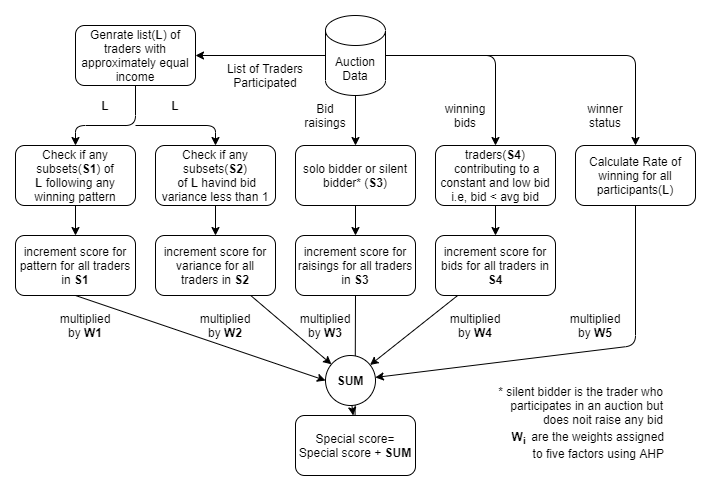 Genrate list(L) of
traders with
approximately equal
income
Auction
Data
List of Traders
Participated
L
L
Bid
raisings
winning
bids
winner
status
Check if any
subsets(S1) of
L following any
winning pattern
Check if any
subsets(S2)
of L havind bid
variance less than 1
solo bidder or silent
bidder* (S3)
traders(S4)
contributing to a
constant and low bid
i.e, bid < avg bid
Calculate Rate of
winning for all
participants(L)
increment score for
pattern for all traders
in S1
increment score for
variance for all
traders in S2
increment score for
raisings for all traders
in S3
increment score for
bids for all traders in
S4
multiplied
by W1
multiplied
by W2
multiplied
by W3
multiplied
by W4
multiplied
by W5
SUM
Special score=
Special score + SUM
* silent bidder is the trader who
participates in an auction but
does noit raise any bid
Wi are the weights assigned
to five factors using AHP